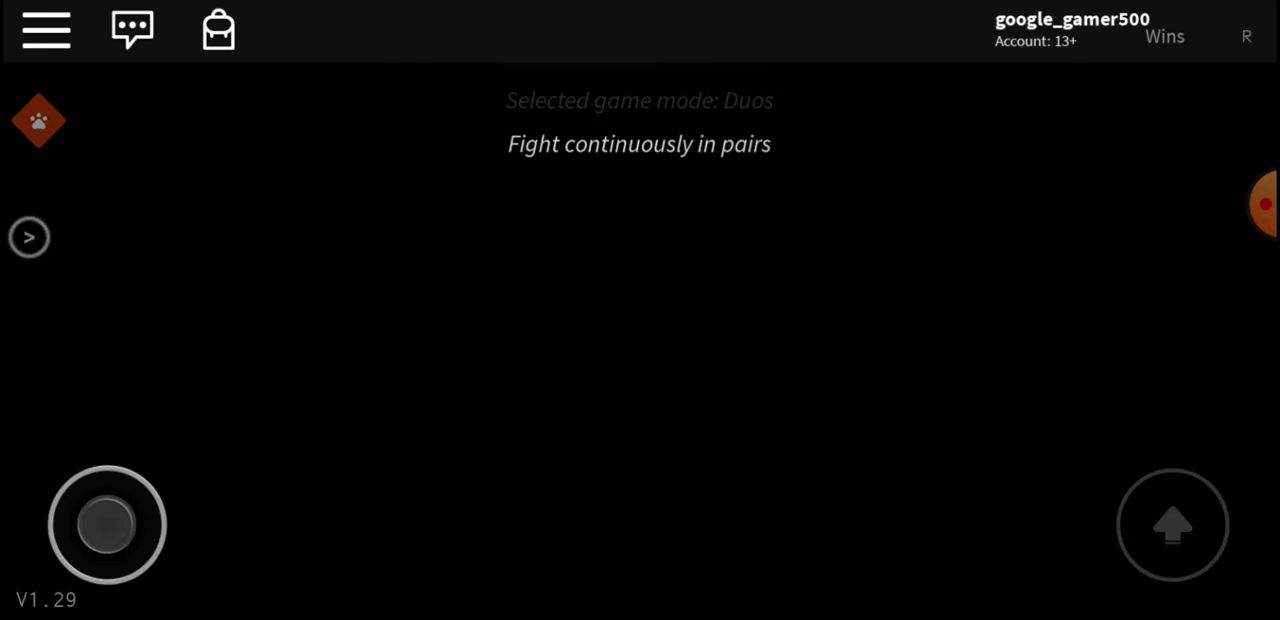 google_gamer500
Account: 13+
Wins
R
Selected game mode: Duos
Fight continuously in pairs
>
V1.29